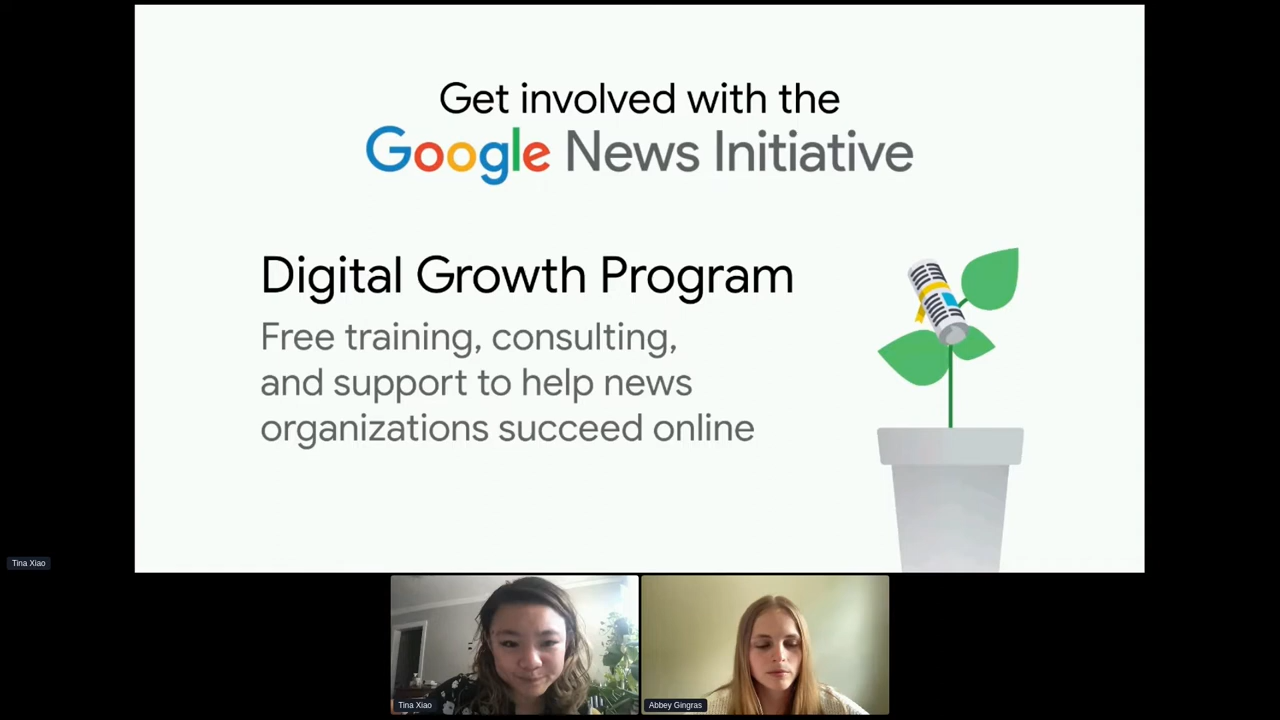 Get involved with the
Google News Initiative
Digital Growth Program
Free training, consulting,
and support to help news
organizations succeed online
Tina Xiao
Tina Xiao
Abbey Gingras